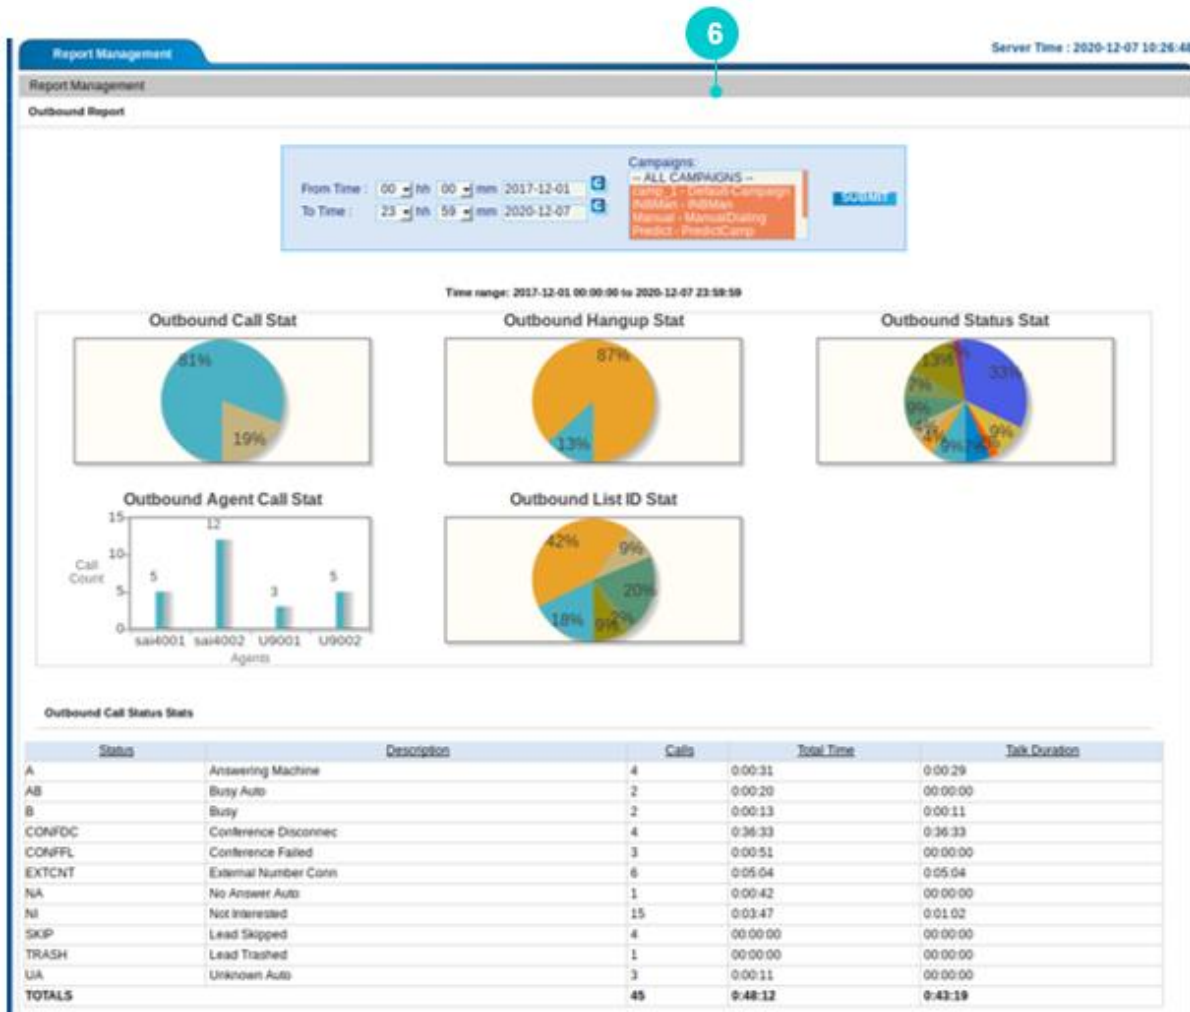 6
Report Management
Server Time : 2020-12-07 10:26:48
Report Management
Outbound Report
Campaigns:
-- ALL CAMPAIGNS --
From Time : 00 hh 00 mm 2017-12-01 C
camp_1 - Default Campaign
SUBMIT
INBMan - INBMan
To Time : 23 hh 59 mm 2020-12-07 C
Manual - ManualDialing
Predict - PredictCamp
Time range: 2017-12-01 00:00:00 to 2020-12-07 23:59:59
Outbound Call Stat
81%
19%
Outbound Hangup Stat
87%
13%
Outbound Status Stat
13%
33%
9%
9%
9%
4%
Outbound Agent Call Stat
15
10
5
0
Call
Count
5
12
3
5
sai4001 sai4002 U9001 U9002
Agents
Outbound List ID Stat
42%
9%
20%
2%
9%
18%
Outbound Call Status Stats
Status Description Calls Total Time Talk Duration
A Answering Machine 4 0:00:31 0:00:29
AB Busy Auto 2 0:00:20 00:00:00
B Busy 2 0:00:13 0:00:11
CONFDC Conference Disconnec 4 0:36:33 0:36:33
CONFFL Conference Failed 3 0:00:51 00:00:00
EXTCNT External Number Conn 6 0:05:04 0:05:04
NA No Answer Auto 1 0:00:42 00:00:00
NI Not Interested 15 0:03:47 0:01:02
SKIP Lead Skipped 4 00:00:00 00:00:00
TRASH Lead Trashed 1 00:00:00 00:00:00
UA Unknown Auto 3 0:00:11 00:00:00
TOTALS 45 0:48:12 0:43:19